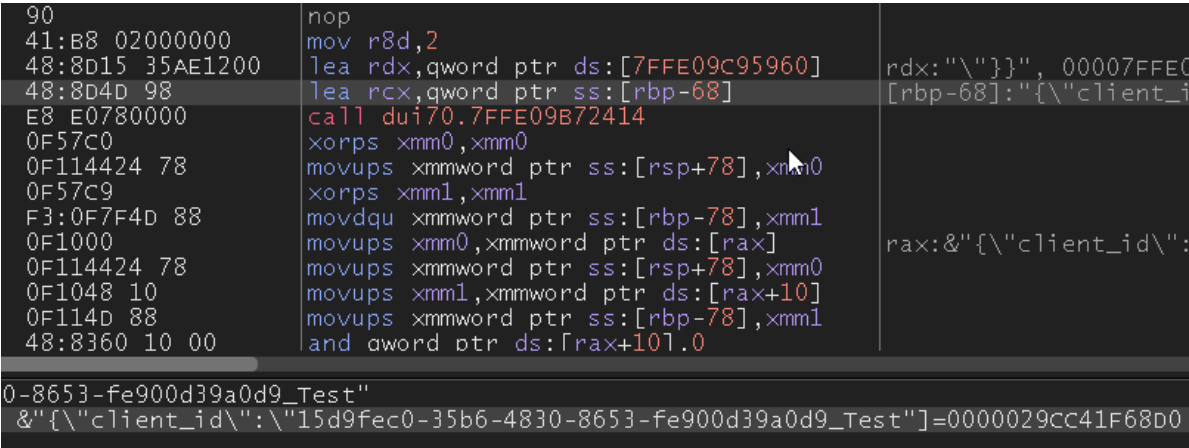 90 nop
41:B8 02000000 mov r8d,2
48:8D15 35AE1200 lea rdx,qword ptr ds:[7FFE09C95960] rdx:"\"}}", 00007FFE0
48:8D4D 98 lea rcx,qword ptr ss:[rbp-68] [rbp-68]:"{\"client_i
E8 E0780000 call dui70.7FFE09B72414
0F57C0 xorps xmm0,xmm0
0F114424 78 movups xmmword ptr ss:[rsp+78],xmm0
0F57C9 xorps xmm1,xmm1
F3:0F7F4D 88 movdqu xmmword ptr ss:[rbp-78],xmm1
0F1000 movups xmm0,xmmword ptr ds:[rax] rax:&"{\"client_id\":
0F114424 78 movups xmmword ptr ss:[rsp+78],xmm0
0F1048 10 movups xmm1,xmmword ptr ds:[rax+10]
0F114D 88 movups xmmword ptr ss:[rbp-78],xmm1
48:8360 10 00 and qword ptr ds:[rax+10],0
0-8653-fe900d39a0d9_Test"
&"{\"client_id\":\"15d9fec0-35b6-4830-8653-fe900d39a0d9_Test"]=0000029CC41F68D0